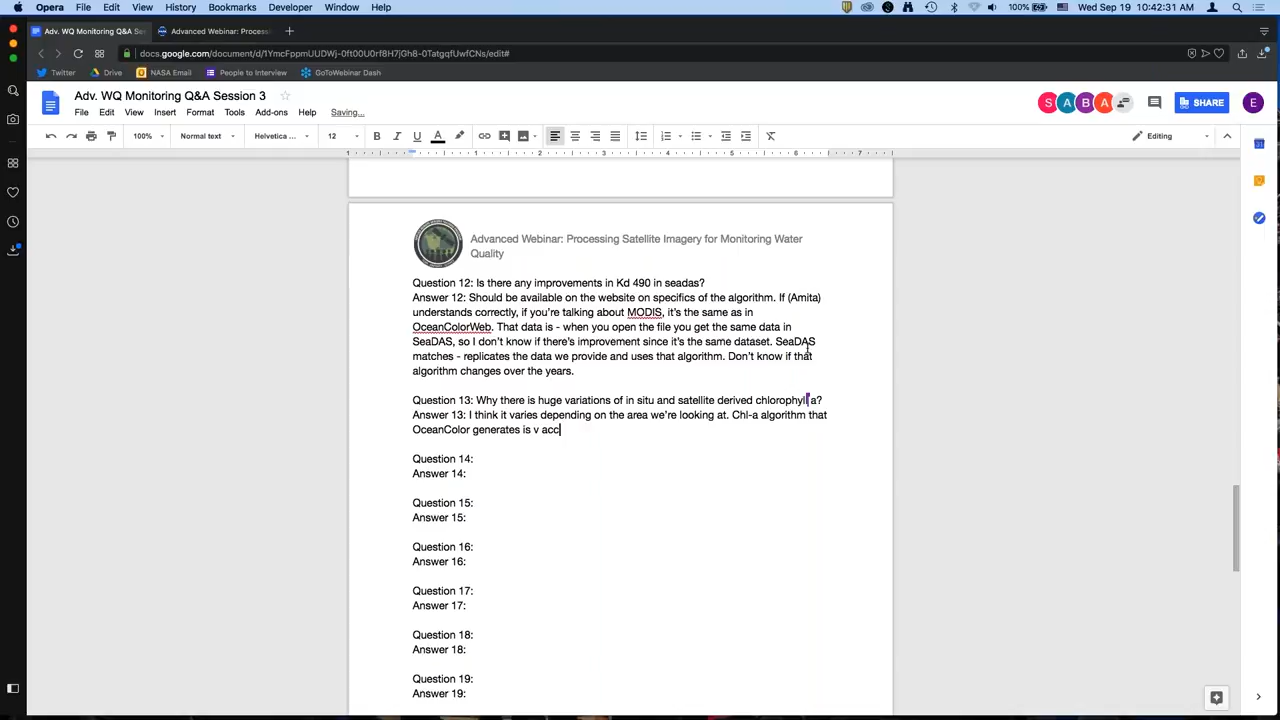 Opera File Edit View History Bookmarks Developer Window Help 100% Wed Sep 19 10:42:31 AM
Adv. WQ Monitoring Q&A Ses
Advanced Webinar: Process
docs.google.com/document/d/1YmcFppmUUDWj-0ft00U0rf8H7jGh8-0TatgqfUwfCNs/edit#
Twitter Drive NASA Email People to Interview GoToWebinar Dash
Adv. WQ Monitoring Q&A Session 3
File Edit View Insert Format Tools Add-ons Help Saving...
S A B A SHARE E
100% Normal text Helvetica ... 12 B I U A Editing
1 1 2 3 4 5 6 7
Advanced Webinar: Processing Satellite Imagery for Monitoring Water
Quality
Question 12: Is there any improvements in Kd 490 in seadas?
Answer 12: Should be available on the website on specifics of the algorithm. If (Amita)
understands correctly, if you're talking about MODIS, it's the same as in
OceanColorWeb. That data is - when you open the file you get the same data in
SeaDAS, so I don't know if there's improvement since it's the same dataset. SeaDAS
matches - replicates the data we provide and uses that algorithm. Don't know if that
algorithm changes over the years.
Question 13: Why there is huge variations of in situ and satellite derived chlorophyll a?
Answer 13: I think it varies depending on the area we're looking at. Chl-a algorithm that
OceanColor generates is v acc
Question 14:
Answer 14:
Question 15:
Answer 15:
Question 16:
Answer 16:
Question 17:
Answer 17:
Question 18:
Answer 18:
Question 19:
Answer 19: